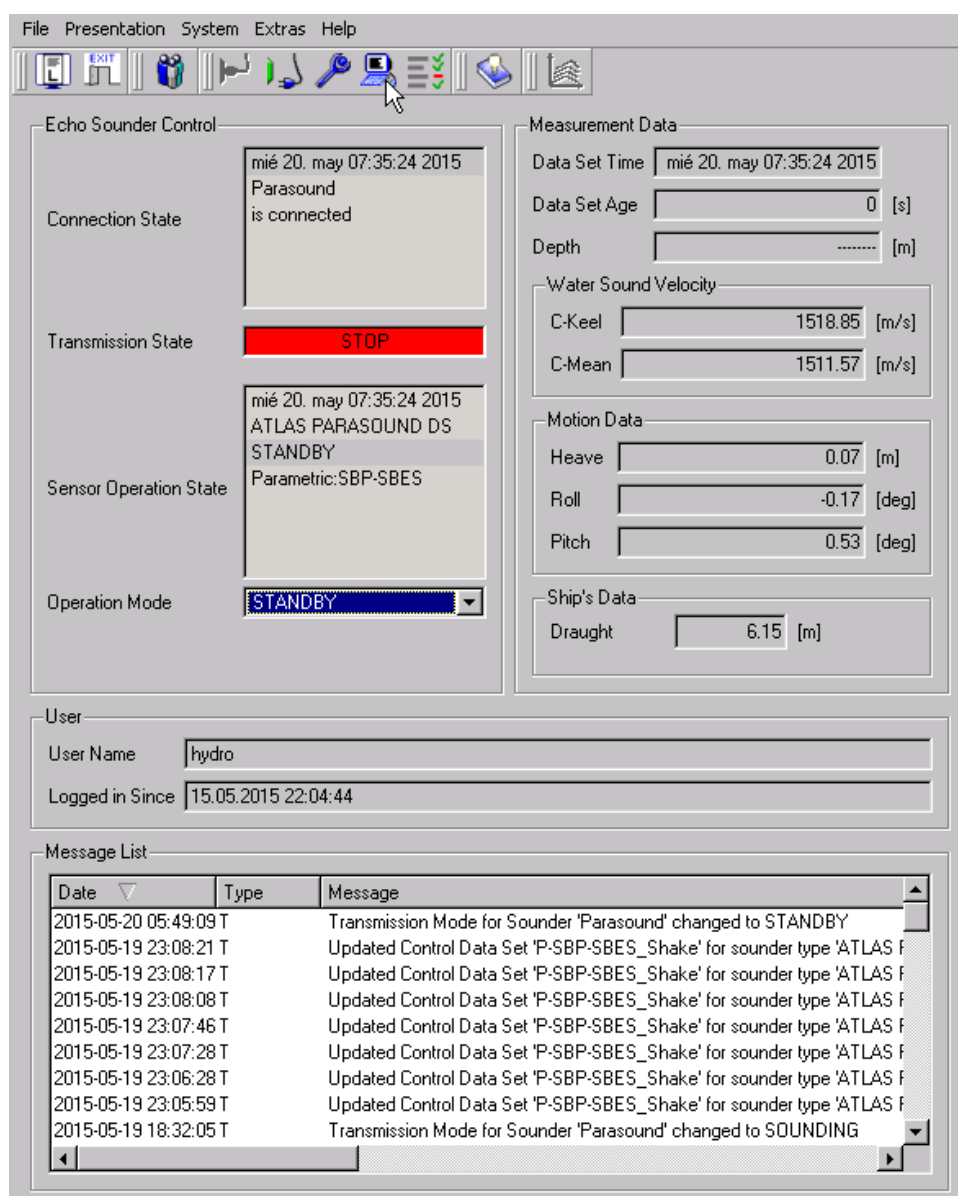 File Presentation System Extras Help
EXIT
Echo Sounder Control
Connection State
mié 20. may 07:35:24 2015
Parasound
is connected
Transmission State STOP
Sensor Operation State
mié 20. may 07:35:24 2015
ATLAS PARASOUND DS
STANDBY
Parametric:SBP-SBES
Operation Mode STANDBY
Measurement Data
Data Set Time mié 20. may 07:35:24 2015
Data Set Age 0 [s]
Depth -------- [m]
Water Sound Velocity
C-Keel 1518.85 [m/s]
C-Mean 1511.57 [m/s]
Motion Data
Heave 0.07 [m]
Roll -0.17 [deg]
Pitch 0.53 [deg]
Ship's Data
Draught 6.15 [m]
User
User Name hydro
Logged in Since 15.05.2015 22:04:44
Message List
Date Type Message
2015-05-20 05:49:09 T Transmission Mode for Sounder 'Parasound' changed to STANDBY
2015-05-19 23:08:21 T Updated Control Data Set 'P-SBP-SBES_Shake' for sounder type 'ATLAS
2015-05-19 23:08:17 T Updated Control Data Set 'P-SBP-SBES_Shake' for sounder type 'ATLAS
2015-05-19 23:08:08 T Updated Control Data Set 'P-SBP-SBES_Shake' for sounder type 'ATLAS
2015-05-19 23:07:46 T Updated Control Data Set 'P-SBP-SBES_Shake' for sounder type 'ATLAS
2015-05-19 23:07:28 T Updated Control Data Set 'P-SBP-SBES_Shake' for sounder type 'ATLAS
2015-05-19 23:06:28 T Updated Control Data Set 'P-SBP-SBES_Shake' for sounder type 'ATLAS
2015-05-19 23:05:59 T Updated Control Data Set 'P-SBP-SBES_Shake' for sounder type 'ATLAS
2015-05-19 18:32:05 T Transmission Mode for Sounder 'Parasound' changed to SOUNDING